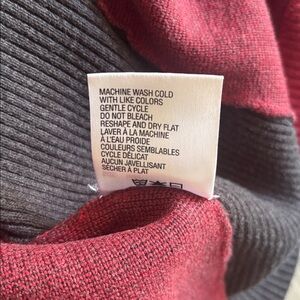 MACHINE WASH COLD
WITH LIKE COLORS
GENTLE CYCLE
DO NOT BLEACH
RESHAPE AND DRY FLAT
LAVER À LA MACHINE
À L'EAU PROIDE
COULEURS SEMBLABLES
CYCLE DÉLICAT
AUCUN JAVELLISANT
SÉCHER À PLAT